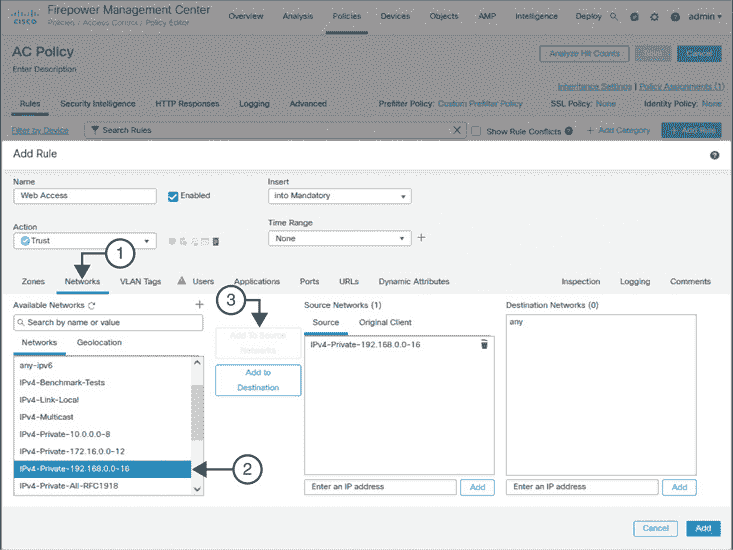 CISCO
Firepower Management Center
Policies / Access Control / Policy Editor
Overview
Analysis
Policies
Devices
Objects
AMP
Intelligence
Deploy
admin
AC Policy
Enter Description
Analyze Hit Counts
Save
Cancel
Inheritance Settings | Policy Assignments (1)
Rules
Security Intelligence
HTTP Responses
Logging
Advanced
Prefilter Policy: Custom Prefilter Policy
SSL Policy: None
Identity Policy: None
Filter by Device
Search Rules
Show Rule Conflicts
+ Add Category
+ Add Rule
Add Rule
Name
Web Access
Enabled
Insert
into Mandatory
Action
Trust
Time Range
None
1
Zones
Networks
VLAN Tags
Users
Applications
Ports
URLs
Dynamic Attributes
Inspection
Logging
Comments
3
Available Networks
Search by name or value
Networks
Geolocation
any-ipv6
IPv4-Benchmark-Tests
IPv4-Link-Local
IPv4-Multicast
IPv4-Private-10.0.0.0-8
IPv4-Private-172.16.0.0-12
IPv4-Private-192.168.0.0-16
IPv4-Private-All-RFC1918
2
Add To Source
Networks
Add to
Destination
Source Networks (1)
Source
Original Client
IPv4-Private-192.168.0.0-16
Enter an IP address
Add
Destination Networks (0)
any
Enter an IP address
Add
Cancel
Add